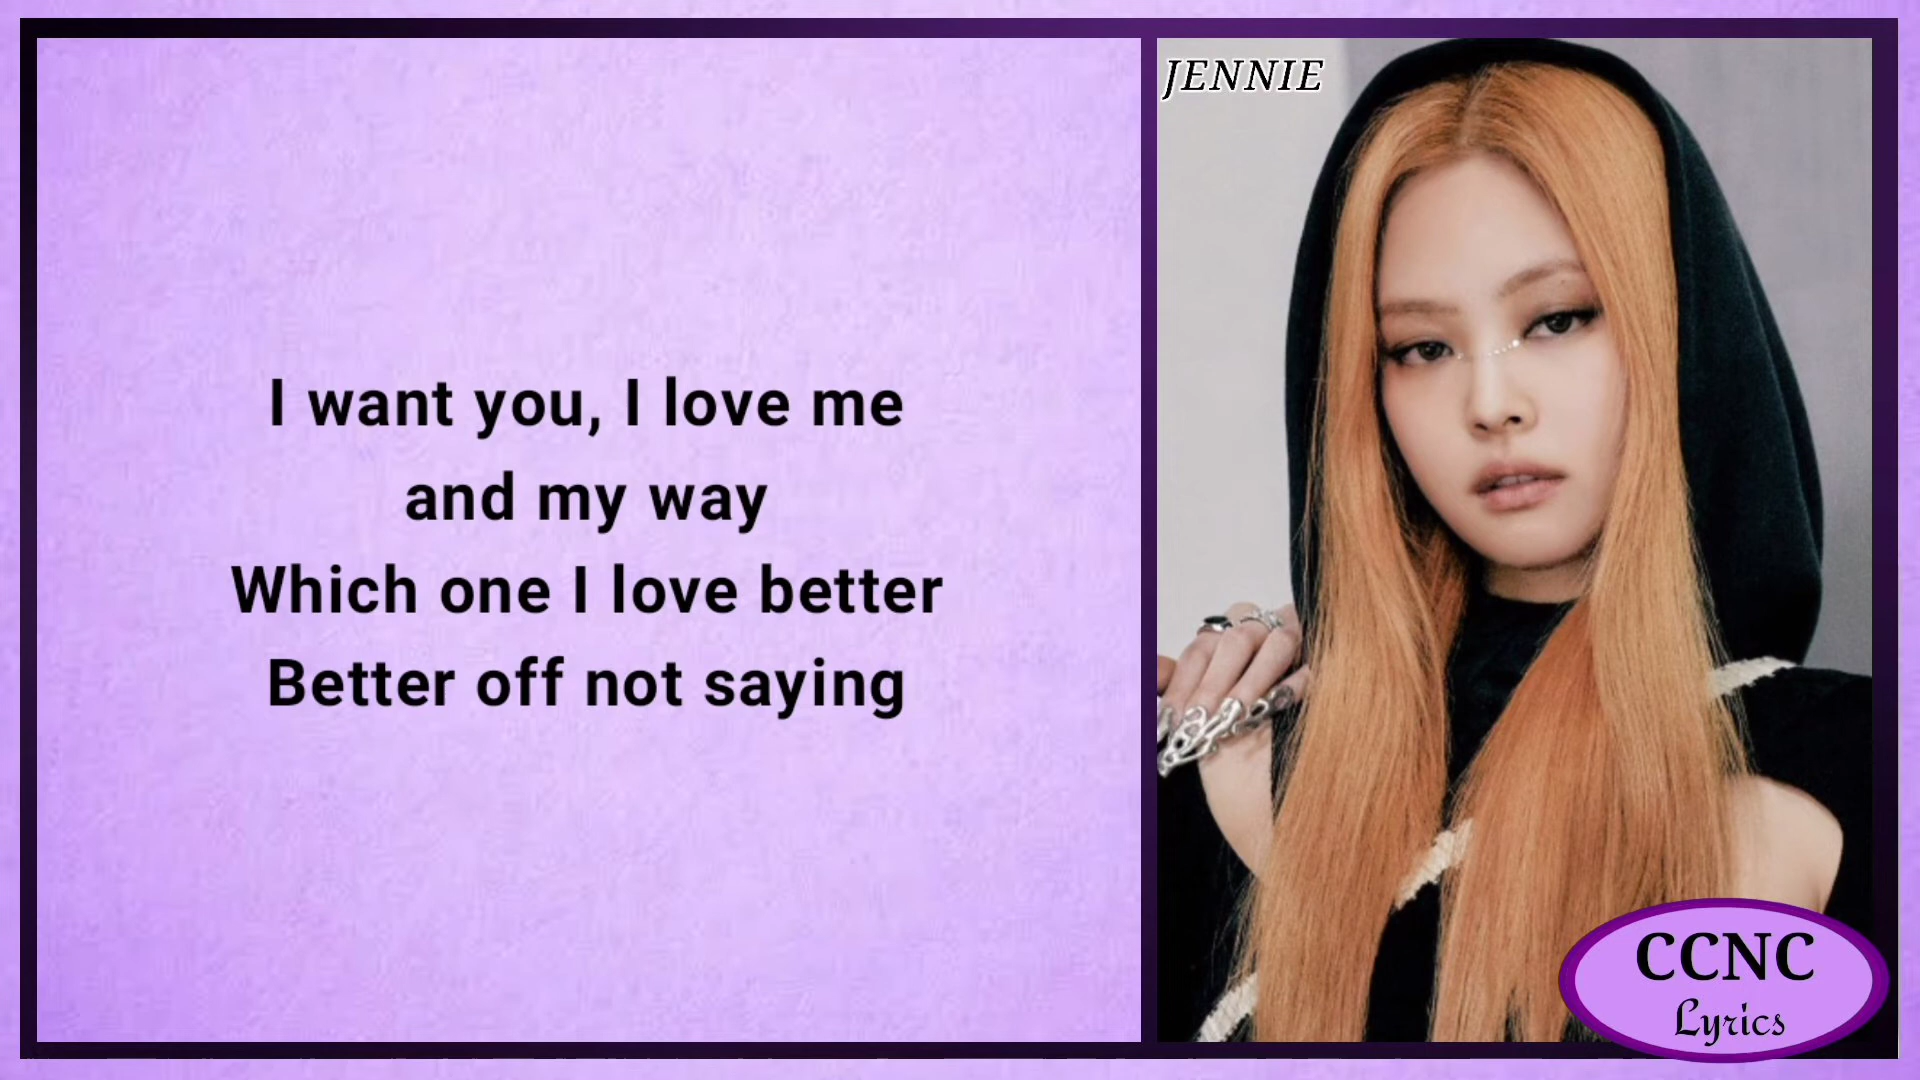 JENNIE
I want you, I love me
and my way
Which one I love better
Better off not saying
CCNC
Lyrics